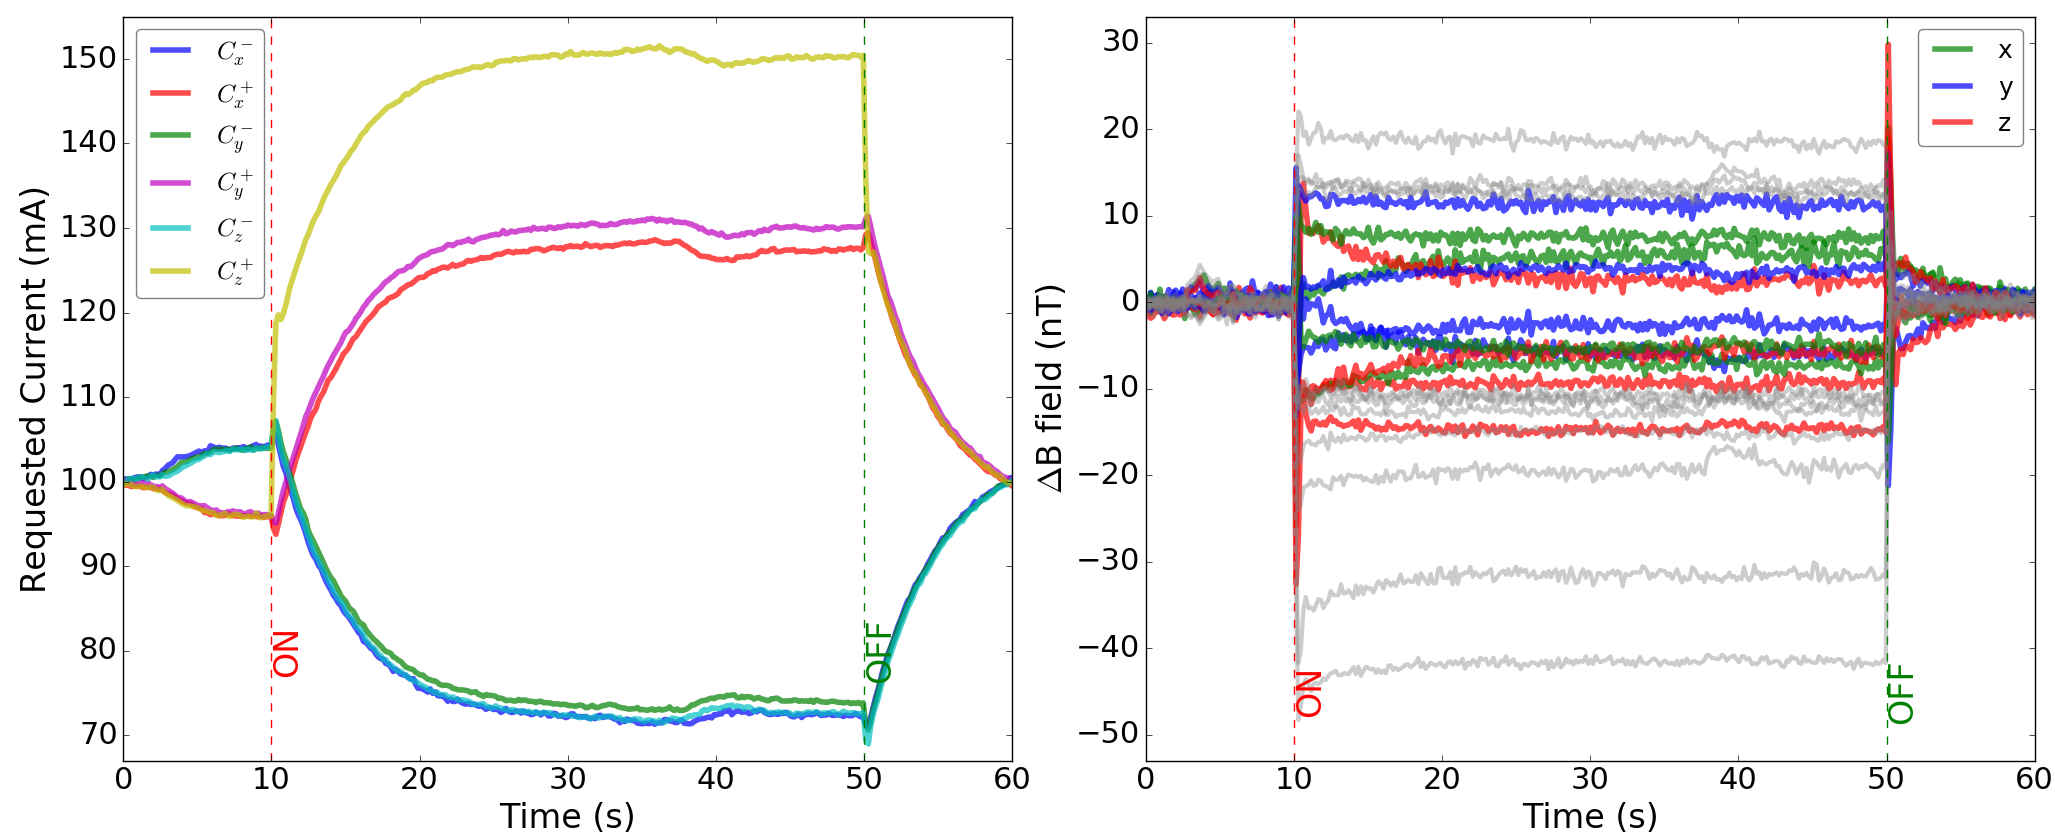 Requested Current (mA)
150
140
130
120
110
100
90
80
70
0 10 20 30 40 50 60
Time (s)
C_x^-
C_x^+
C_y^-
C_y^+
C_z^-
C_z^+
ON
OFF
ΔB field (nT)
30
20
10
0
−10
−20
−30
−40
−50
0 10 20 30 40 50 60
Time (s)
x
y
z
ON
OFF